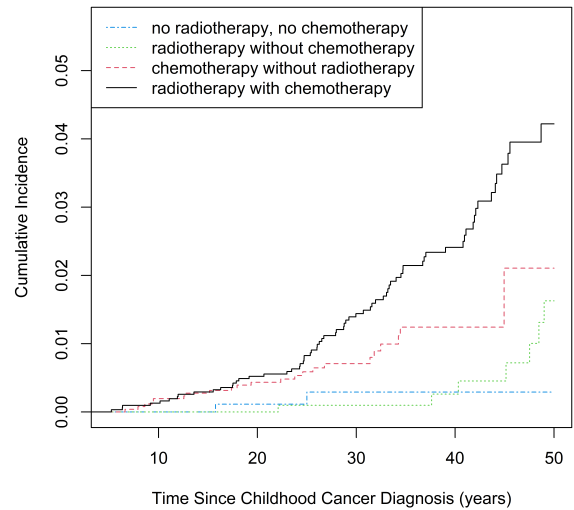 no radiotherapy, no chemotherapy
radiotherapy without chemotherapy
chemotherapy without radiotherapy
radiotherapy with chemotherapy
0.05
0.04
0.03
0.02
0.01
0.00
Cumulative Incidence
10 20 30 40 50
Time Since Childhood Cancer Diagnosis (years)